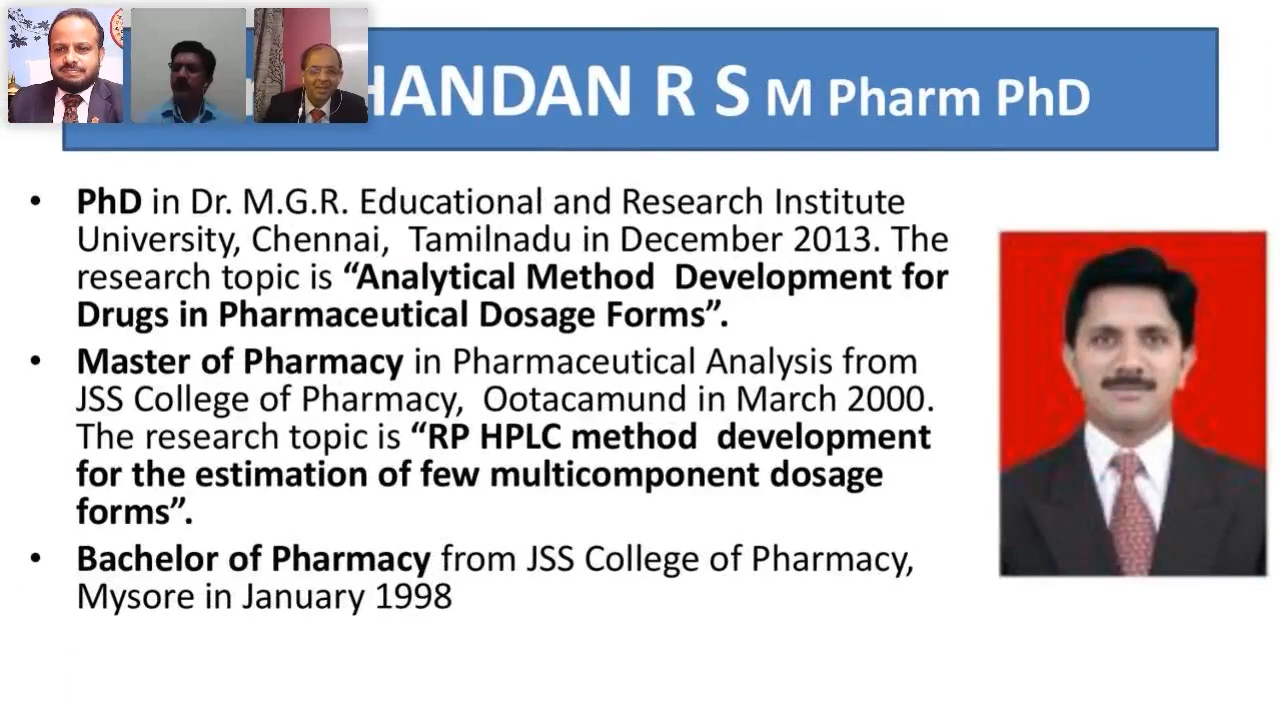 HANDAN R S M Pharm PhD
• PhD in Dr. M.G.R. Educational and Research Institute
University, Chennai, Tamilnadu in December 2013. The
research topic is “Analytical Method Development for
Drugs in Pharmaceutical Dosage Forms”.
• Master of Pharmacy in Pharmaceutical Analysis from
JSS College of Pharmacy, Ootacamund in March 2000.
The research topic is “RP HPLC method development
for the estimation of few multicomponent dosage
forms”.
• Bachelor of Pharmacy from JSS College of Pharmacy,
Mysore in January 1998